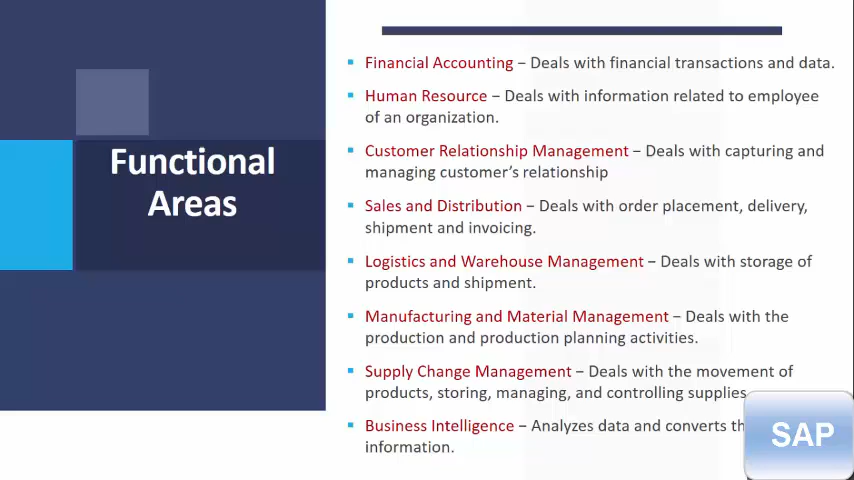 Functional
Areas
Financial Accounting – Deals with financial transactions and data.
Human Resource – Deals with information related to employee
of an organization.
Customer Relationship Management – Deals with capturing and
managing customer's relationship
Sales and Distribution – Deals with order placement, delivery,
shipment and invoicing.
Logistics and Warehouse Management – Deals with storage of
products and shipment.
Manufacturing and Material Management – Deals with the
production and production planning activities.
Supply Change Management – Deals with the movement of
products, storing, managing, and controlling supplies
Business Intelligence – Analyzes data and converts
information.
SAP